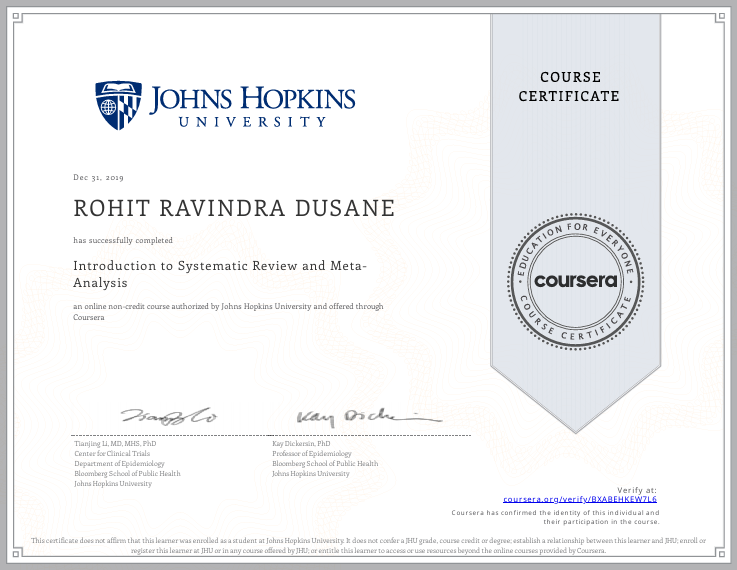 JOHNS HOPKINS
UNIVERSITY
COURSE
CERTIFICATE
Dec 31, 2019
ROHIT RAVINDRA DUSANE
has successfully completed
Introduction to Systematic Review and Meta-
Analysis
an online non-credit course authorized by Johns Hopkins University and offered through
Coursera
EDUCATION FOR EVERYONE
coursera
COURSE CERTIFICATE
Kay Dickersin
Tianjing Li, MD, MHS, PhD
Center for Clinical Trials
Department of Epidemiology
Bloomberg School of Public Health
Johns Hopkins University
Kay Dickersin, PhD
Professor of Epidemiology
Bloomberg School of Public Health
Johns Hopkins University
Verify at:
coursera.org/verify/BXABEHKEW7L6
Coursera has confirmed the identity of this individual and
their participation in the course.
This certificate does not affirm that this learner was enrolled as a student at Johns Hopkins University. It does not confer a JHU grade, course credit or degree; establish a relationship between this learner and JHU; enroll or
register this learner at JHU or in any course offered by JHU; or entitle this learner to access or use resources beyond the online courses provided by Coursera.